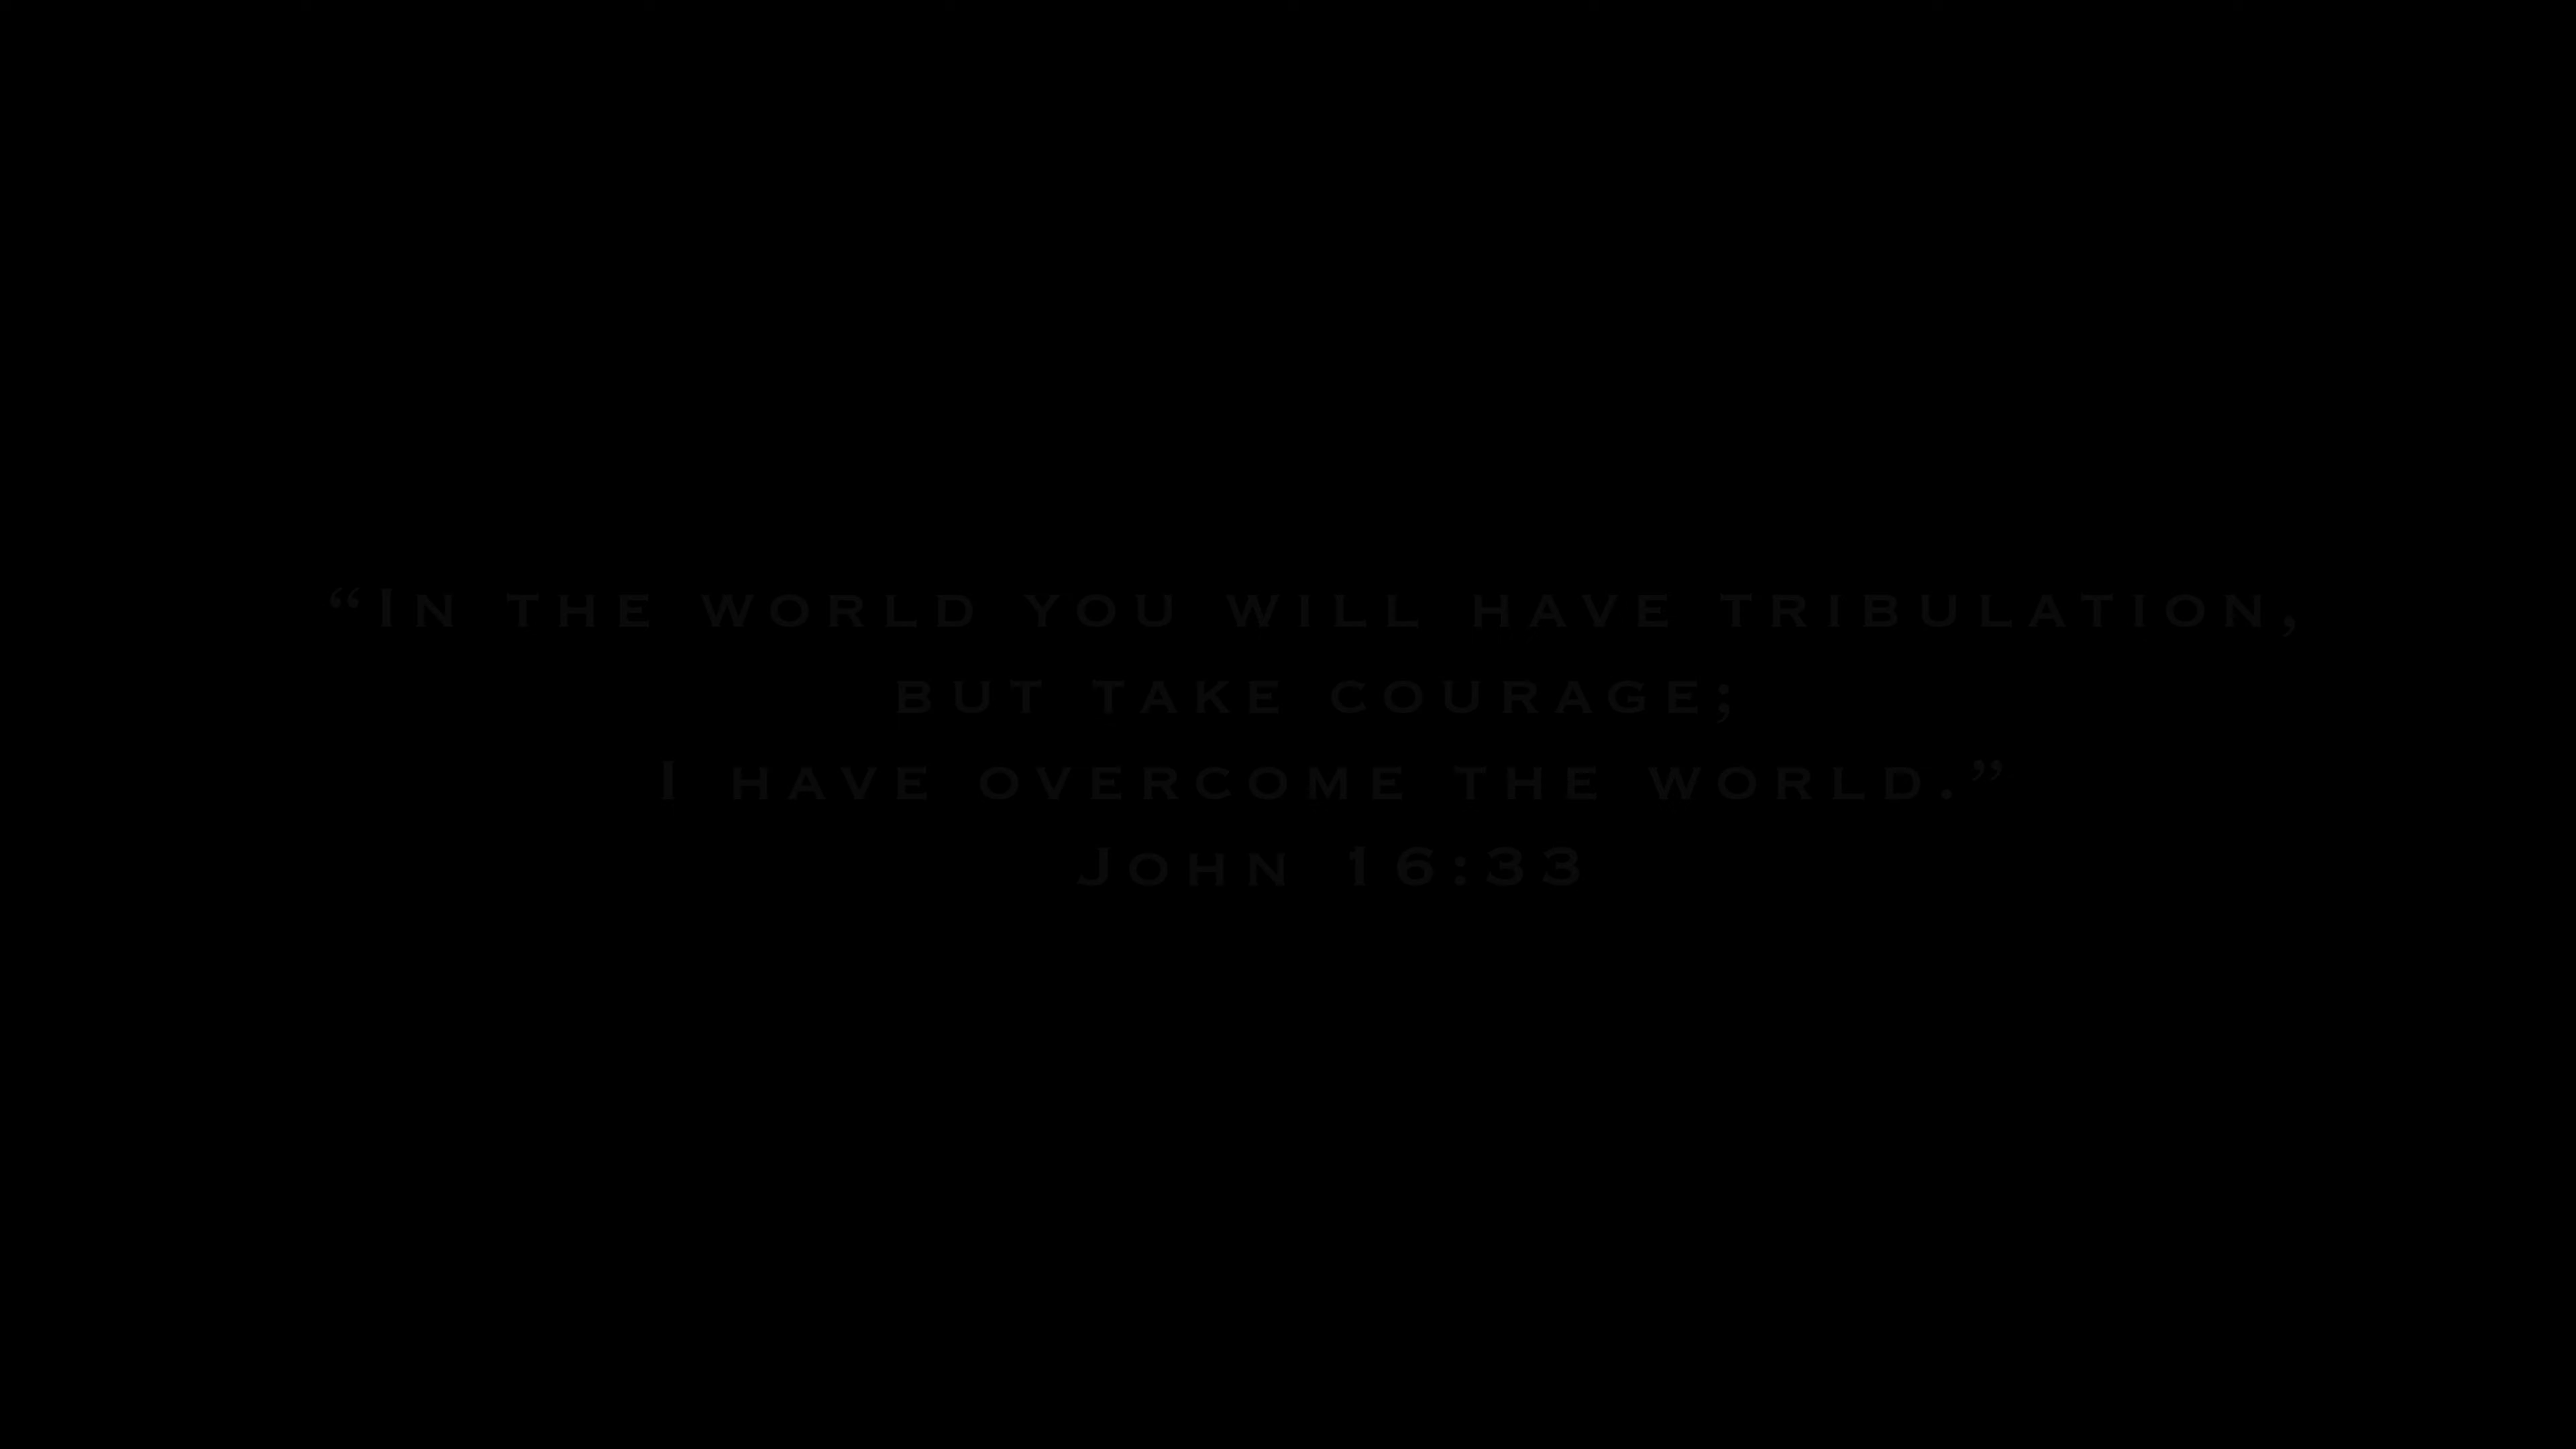 “In the world you will have tribulation,
but take courage;
I have overcome the world.”
John 16:33